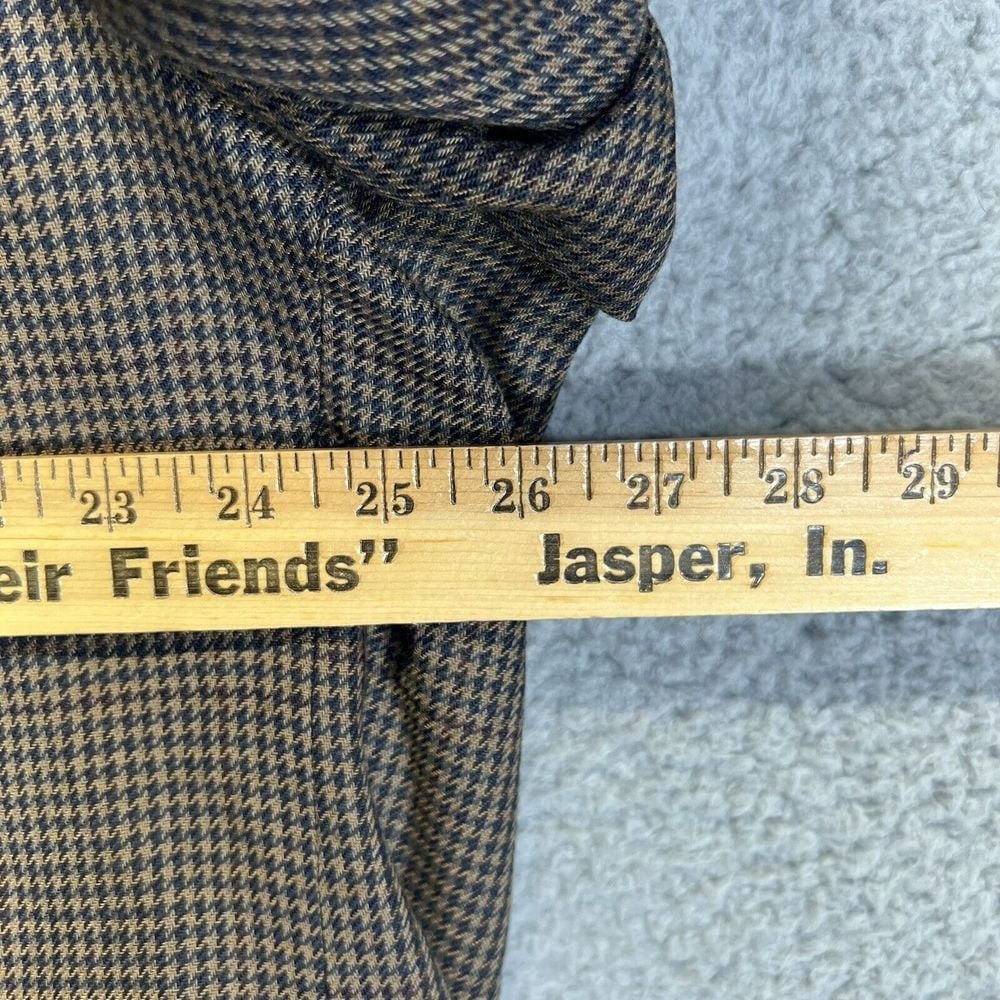 23 24 25 26 27 28 29
eir Friends” Jasper, In.